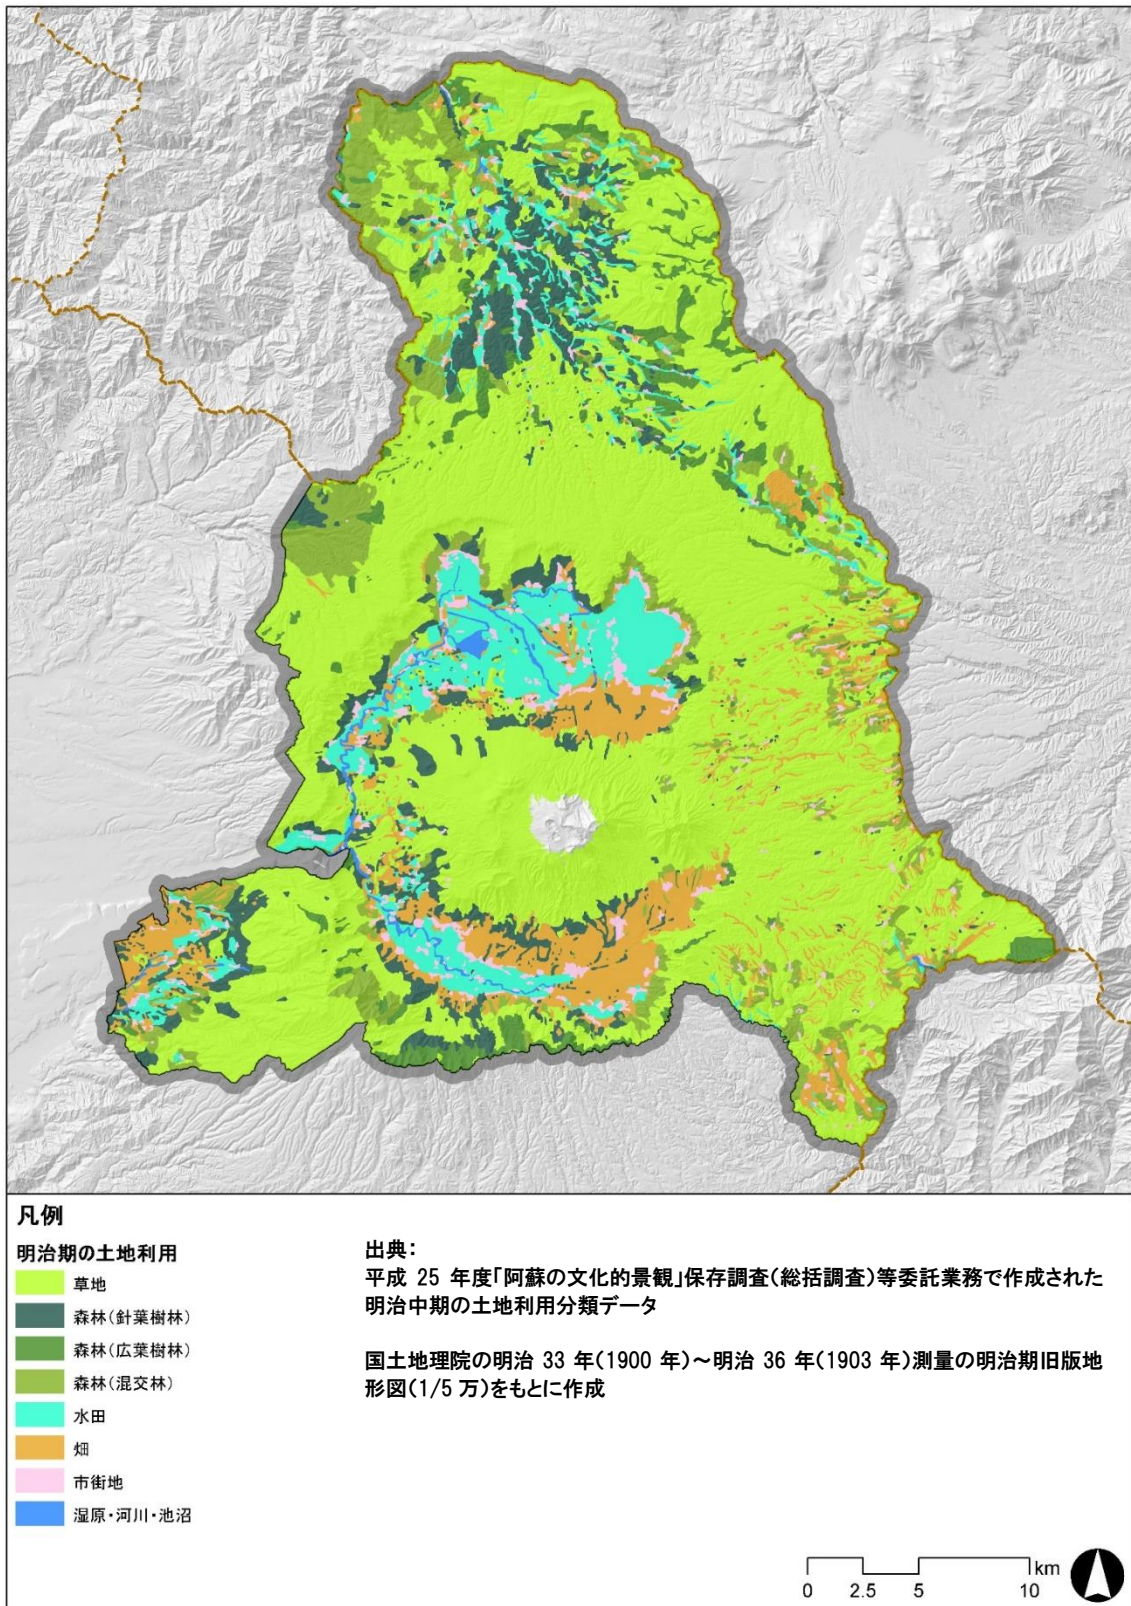 凡例
明治期の土地利用
草地
森林(針葉樹林)
森林(広葉樹林)
森林(混交林)
水田
畑
市街地
湿原・河川・池沼
出典:
平成 25 年度「阿蘇の文化的景観」保存調査(総括調査)等委託業務で作成された
明治中期の土地利用分類データ
国土地理院の明治 33 年(1900 年)～明治 36 年(1903 年)測量の明治期旧版地
形図(1/5 万)をもとに作成
km
0 2.5 5 10